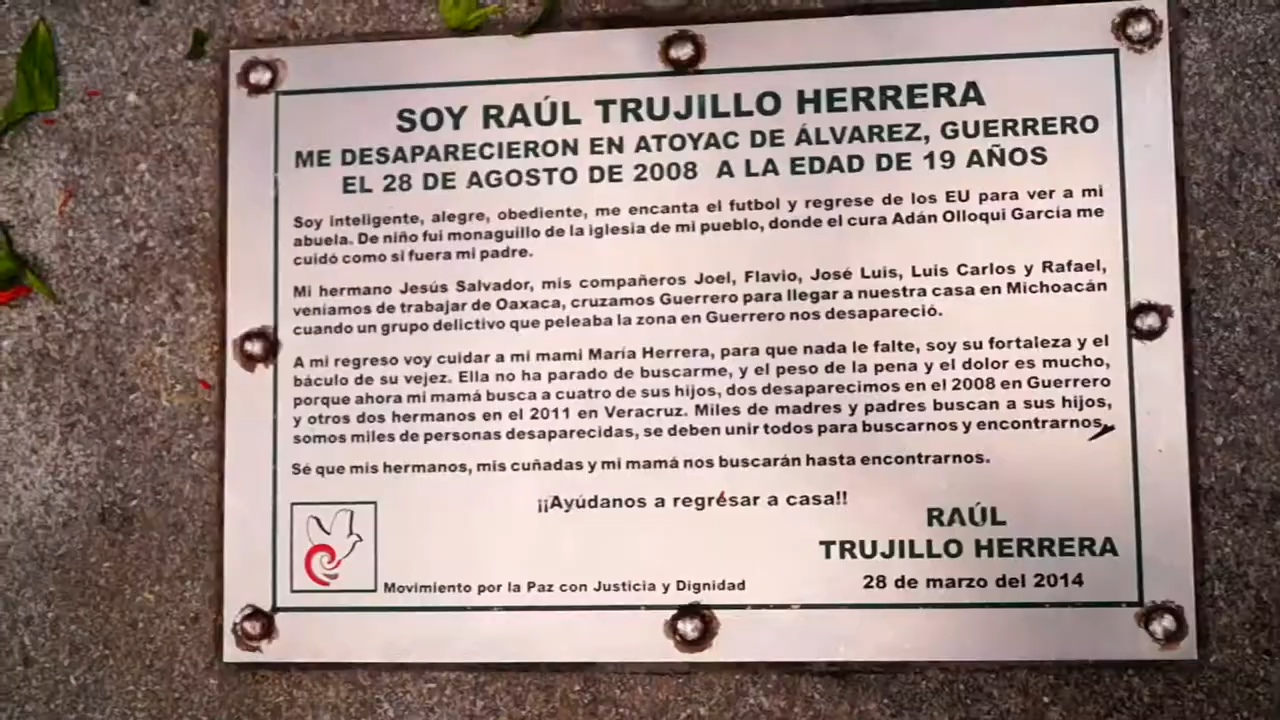 SOY RAÚL TRUJILLO HERRERA
ME DESAPARECIERON EN ATOYAC DE ÁLVAREZ, GUERRERO
EL 28 DE AGOSTO DE 2008 A LA EDAD DE 19 AÑOS
Soy inteligente, alegre, obediente, me encanta el futbol y regrese de los EU para ver a mi
abuela. De niño fui monaguillo de la iglesia de mi pueblo, donde el cura Adán Olloqui García me
cuidó como si fuera mi padre.
Mi hermano Jesús Salvador, mis compañeros Joel, Flavio, José Luis, Luis Carlos y Rafael,
veníamos de trabajar de Oaxaca, cruzamos Guerrero para llegar a nuestra casa en Michoacán
cuando un grupo delictivo que peleaba la zona en Guerrero nos desapareció.
A mi regreso voy cuidar a mi mami María Herrera, para que nada le falte, soy su fortaleza y el
báculo de su vejez. Ella no ha parado de buscarme, y el peso de la pena y el dolor es mucho,
porque ahora mi mamá busca a cuatro de sus hijos, dos desaparecimos en el 2008 en Guerrero
y otros dos hermanos en el 2011 en Veracruz. Miles de madres y padres buscan a sus hijos,
somos miles de personas desaparecidas, se deben unir todos para buscarnos y encontrarnos.
Sé que mis hermanos, mis cuñadas y mi mamá nos buscarán hasta encontrarnos.
¡¡Ayúdanos a regresar a casa!!
RAÚL
TRUJILLO HERRERA
28 de marzo del 2014
Movimiento por la Paz con Justicia y Dignidad